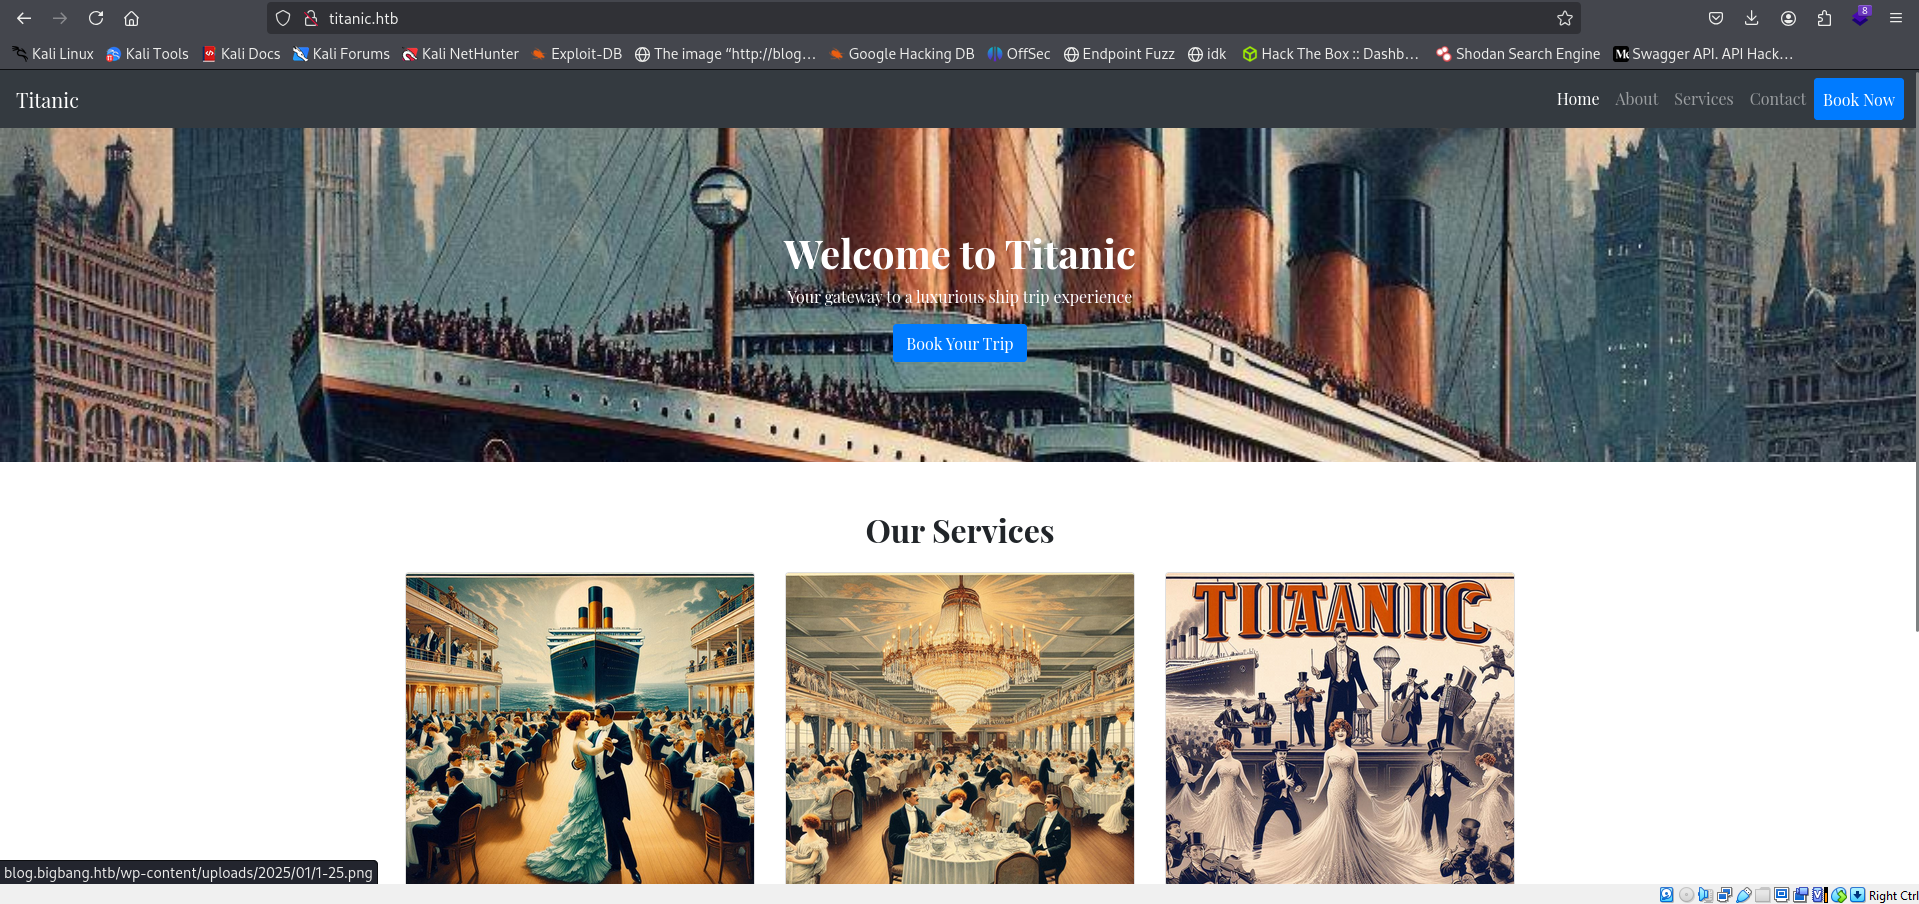 titanic.htb
8
Kali Linux Kali Tools Kali Docs Kali Forums Kali NetHunter Exploit-DB The image “http://blog… Google Hacking DB OffSec Endpoint Fuzz idk Hack The Box :: Dashb… Shodan Search Engine Swagger API. API Hack…
Titanic Home About Services Contact Book Now
Welcome to Titanic
Your gateway to a luxurious ship trip experience
Book Your Trip
Our Services
TITANIC
blog.bigbang.htb/wp-content/uploads/2025/01/1-25.png
Right Ctrl